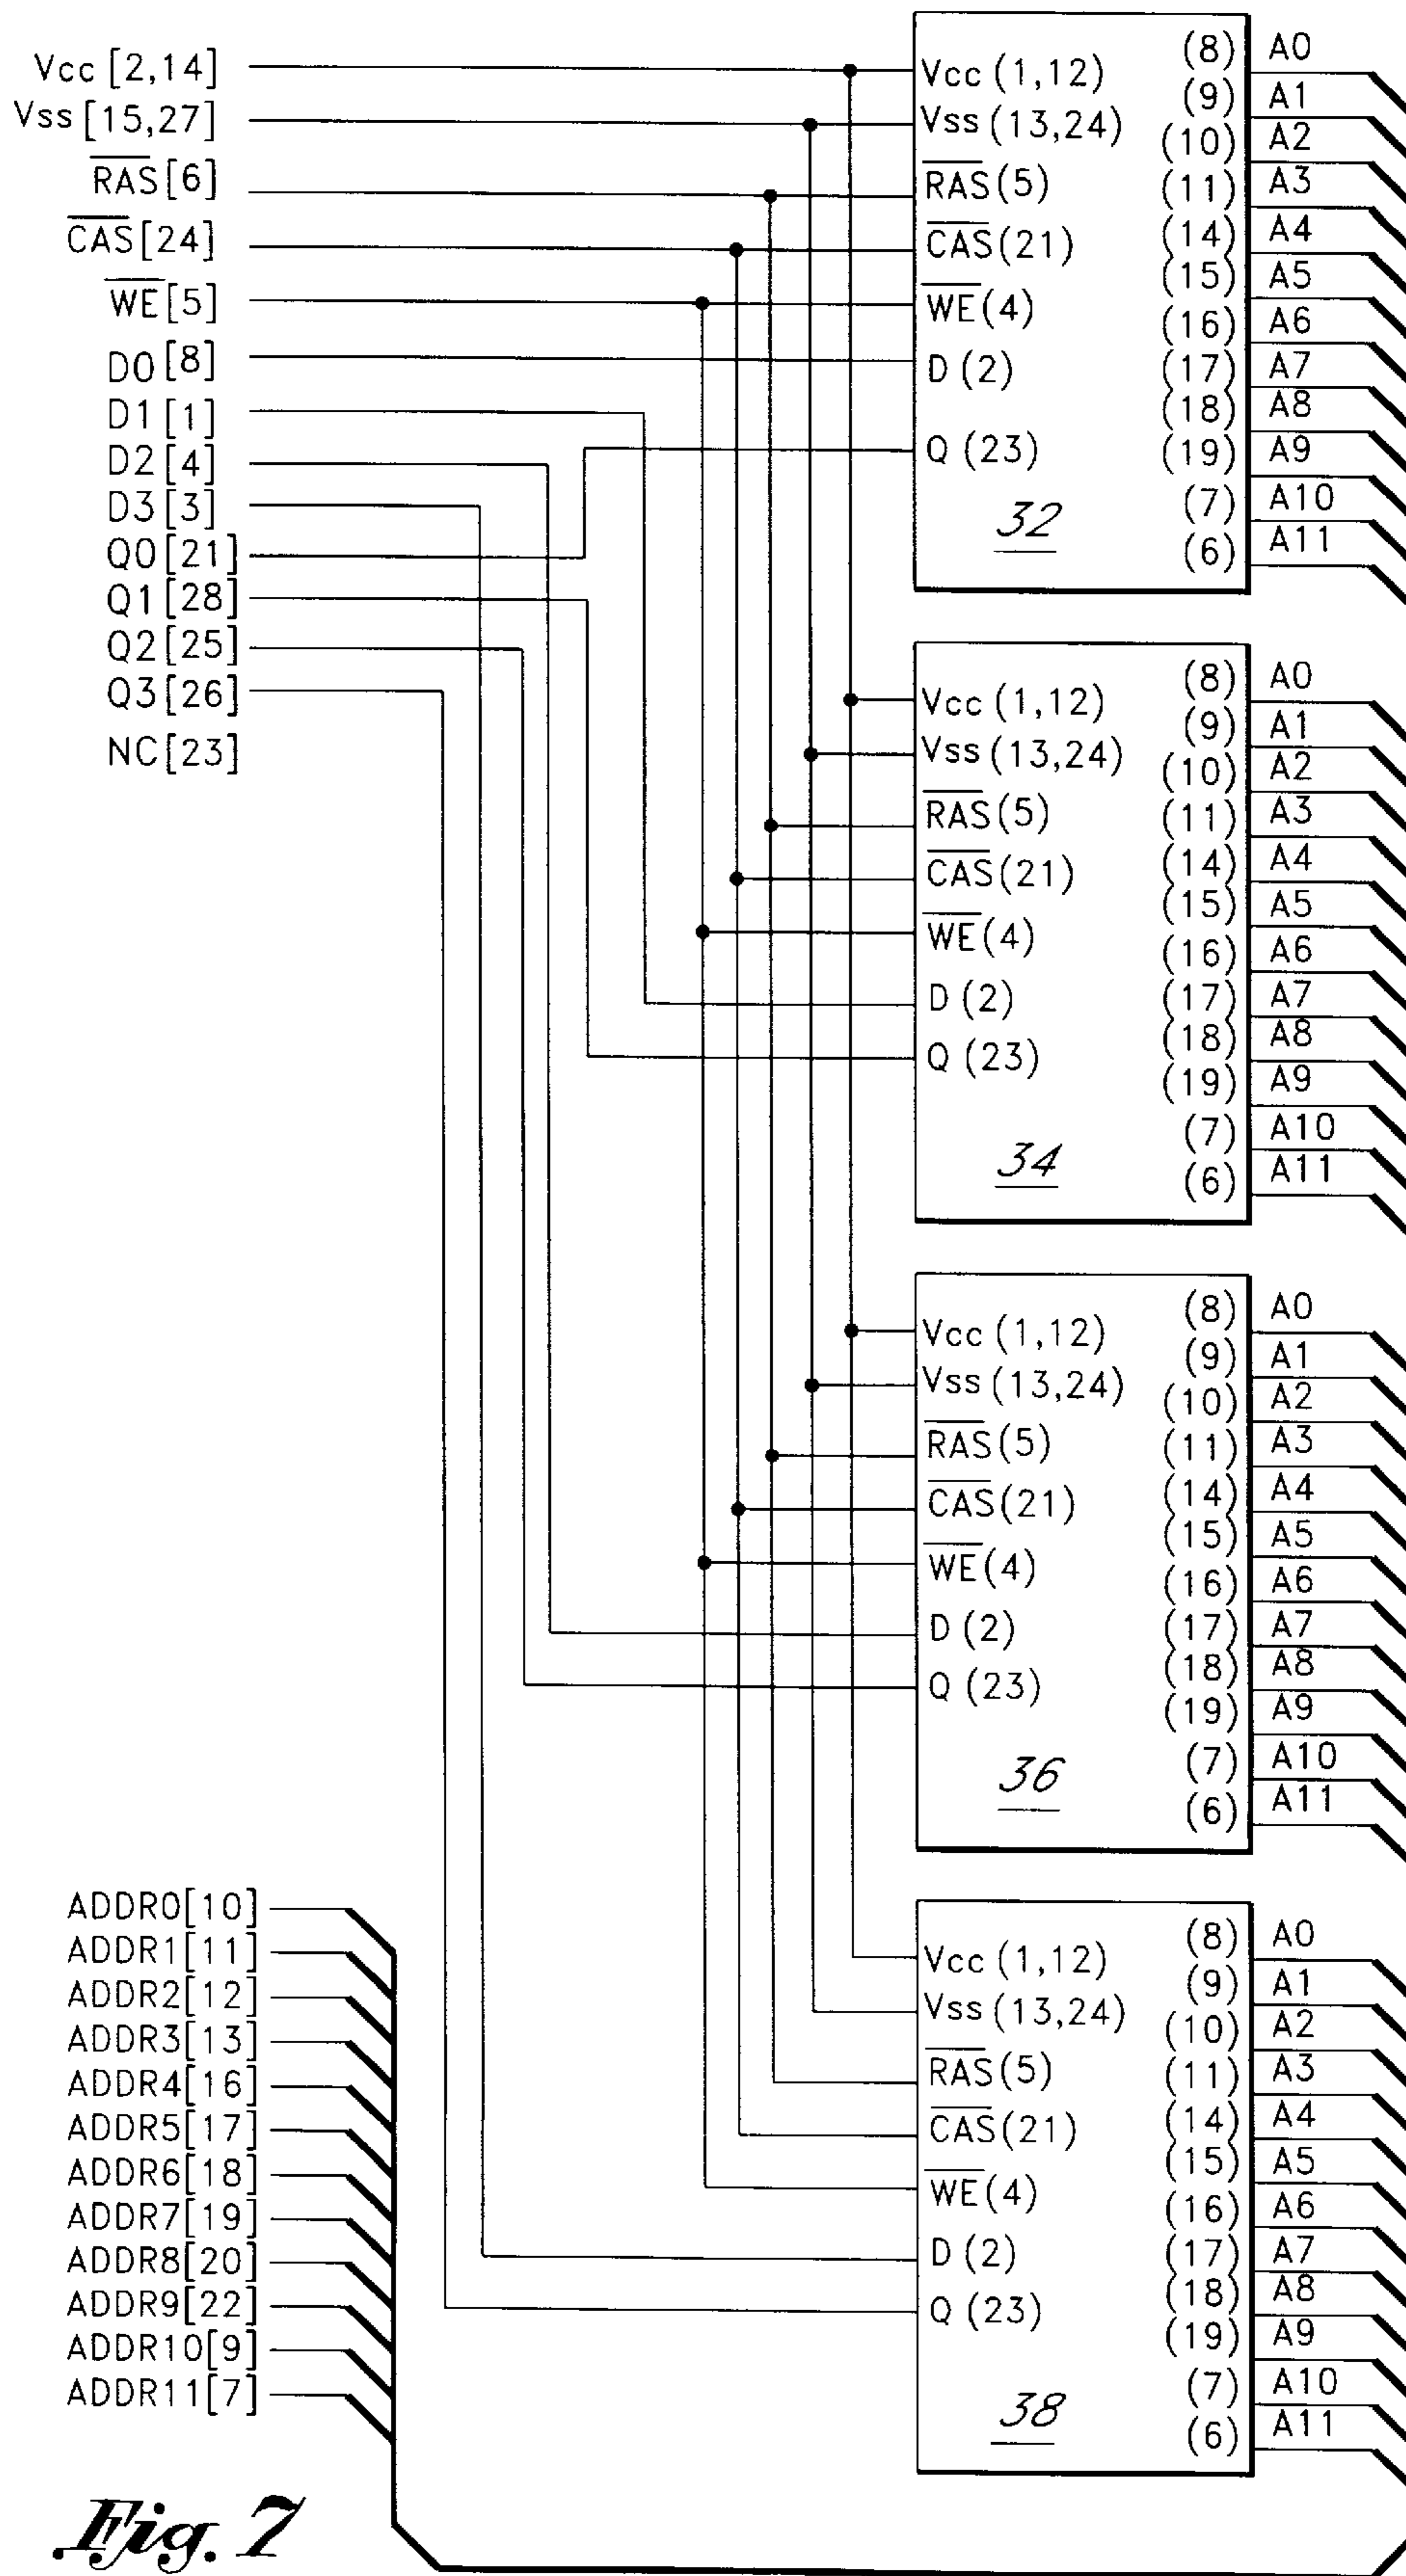 Vcc [2,14]
Vss [15,27]
RAS [6]
CAS [24]
WE [5]
D0 [8]
D1 [1]
D2 [4]
D3 [3]
Q0 [21]
Q1 [28]
Q2 [25]
Q3 [26]
NC [23]
Vcc (1,12)
Vss (13,24)
RAS (5)
CAS (21)
WE (4)
D (2)
Q (23)
32
(8) A0
(9) A1
(10) A2
(11) A3
(14) A4
(15) A5
(16) A6
(17) A7
(18) A8
(19) A9
(7) A10
(6) A11
Vcc (1,12)
Vss (13,24)
RAS (5)
CAS (21)
WE (4)
D (2)
Q (23)
34
(8) A0
(9) A1
(10) A2
(11) A3
(14) A4
(15) A5
(16) A6
(17) A7
(18) A8
(19) A9
(7) A10
(6) A11
Vcc (1,12)
Vss (13,24)
RAS (5)
CAS (21)
WE (4)
D (2)
Q (23)
36
(8) A0
(9) A1
(10) A2
(11) A3
(14) A4
(15) A5
(16) A6
(17) A7
(18) A8
(19) A9
(7) A10
(6) A11
Vcc (1,12)
Vss (13,24)
RAS (5)
CAS (21)
WE (4)
D (2)
Q (23)
38
(8) A0
(9) A1
(10) A2
(11) A3
(14) A4
(15) A5
(16) A6
(17) A7
(18) A8
(19) A9
(7) A10
(6) A11
ADDR0[10]
ADDR1[11]
ADDR2[12]
ADDR3[13]
ADDR4[16]
ADDR5[17]
ADDR6[18]
ADDR7[19]
ADDR8[20]
ADDR9[22]
ADDR10[9]
ADDR11[7]
Fig. 7